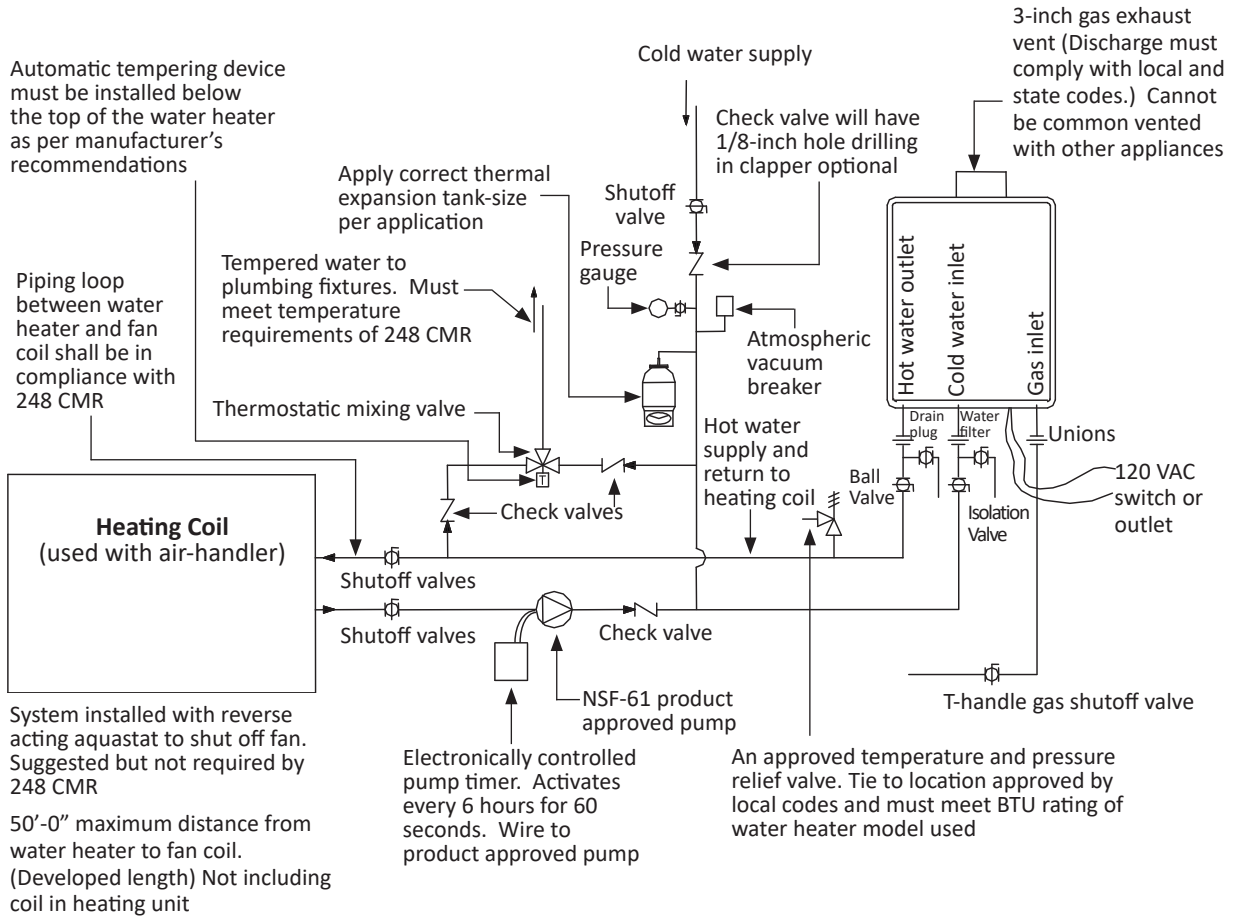 3-inch gas exhaust
vent (Discharge must
comply with local and
state codes.)  Cannot
be common vented
with other appliances
Cold water supply
Automatic tempering device
must be installed below
the top of the water heater
as per manufacturer’s
recommendations
Check valve will have
1/8-inch hole drilling
in clapper optional
Apply correct thermal
expansion tank-size
per application
Shutoff
valve
Pressure
gauge
Tempered water to
plumbing fixtures.  Must
meet temperature
requirements of 248 CMR
Piping loop
between water
heater and fan
coil shall be in
compliance with
248 CMR
Atmospheric
vacuum
breaker
Hot water outlet
Cold water inlet
Gas inlet
Thermostatic mixing valve
Drain
plug
Water
filter
Unions
Hot water
supply and
return to
heating coil
Ball
Valve
120 VAC
switch or
outlet
T
Check valves
Isolation
Valve
Heating Coil
(used with air-handler)
Shutoff valves
Shutoff valves
Check valve
NSF-61 product
approved pump
T-handle gas shutoff valve
System installed with reverse
acting aquastat to shut off fan.
Suggested but not required by
248 CMR
50’-0” maximum distance from
water heater to fan coil.
(Developed length) Not including
coil in heating unit
Electronically controlled
pump timer.  Activates
every 6 hours for 60
seconds.  Wire to
product approved pump
An approved temperature and pressure
relief valve. Tie to location approved by
local codes and must meet BTU rating of
water heater model used